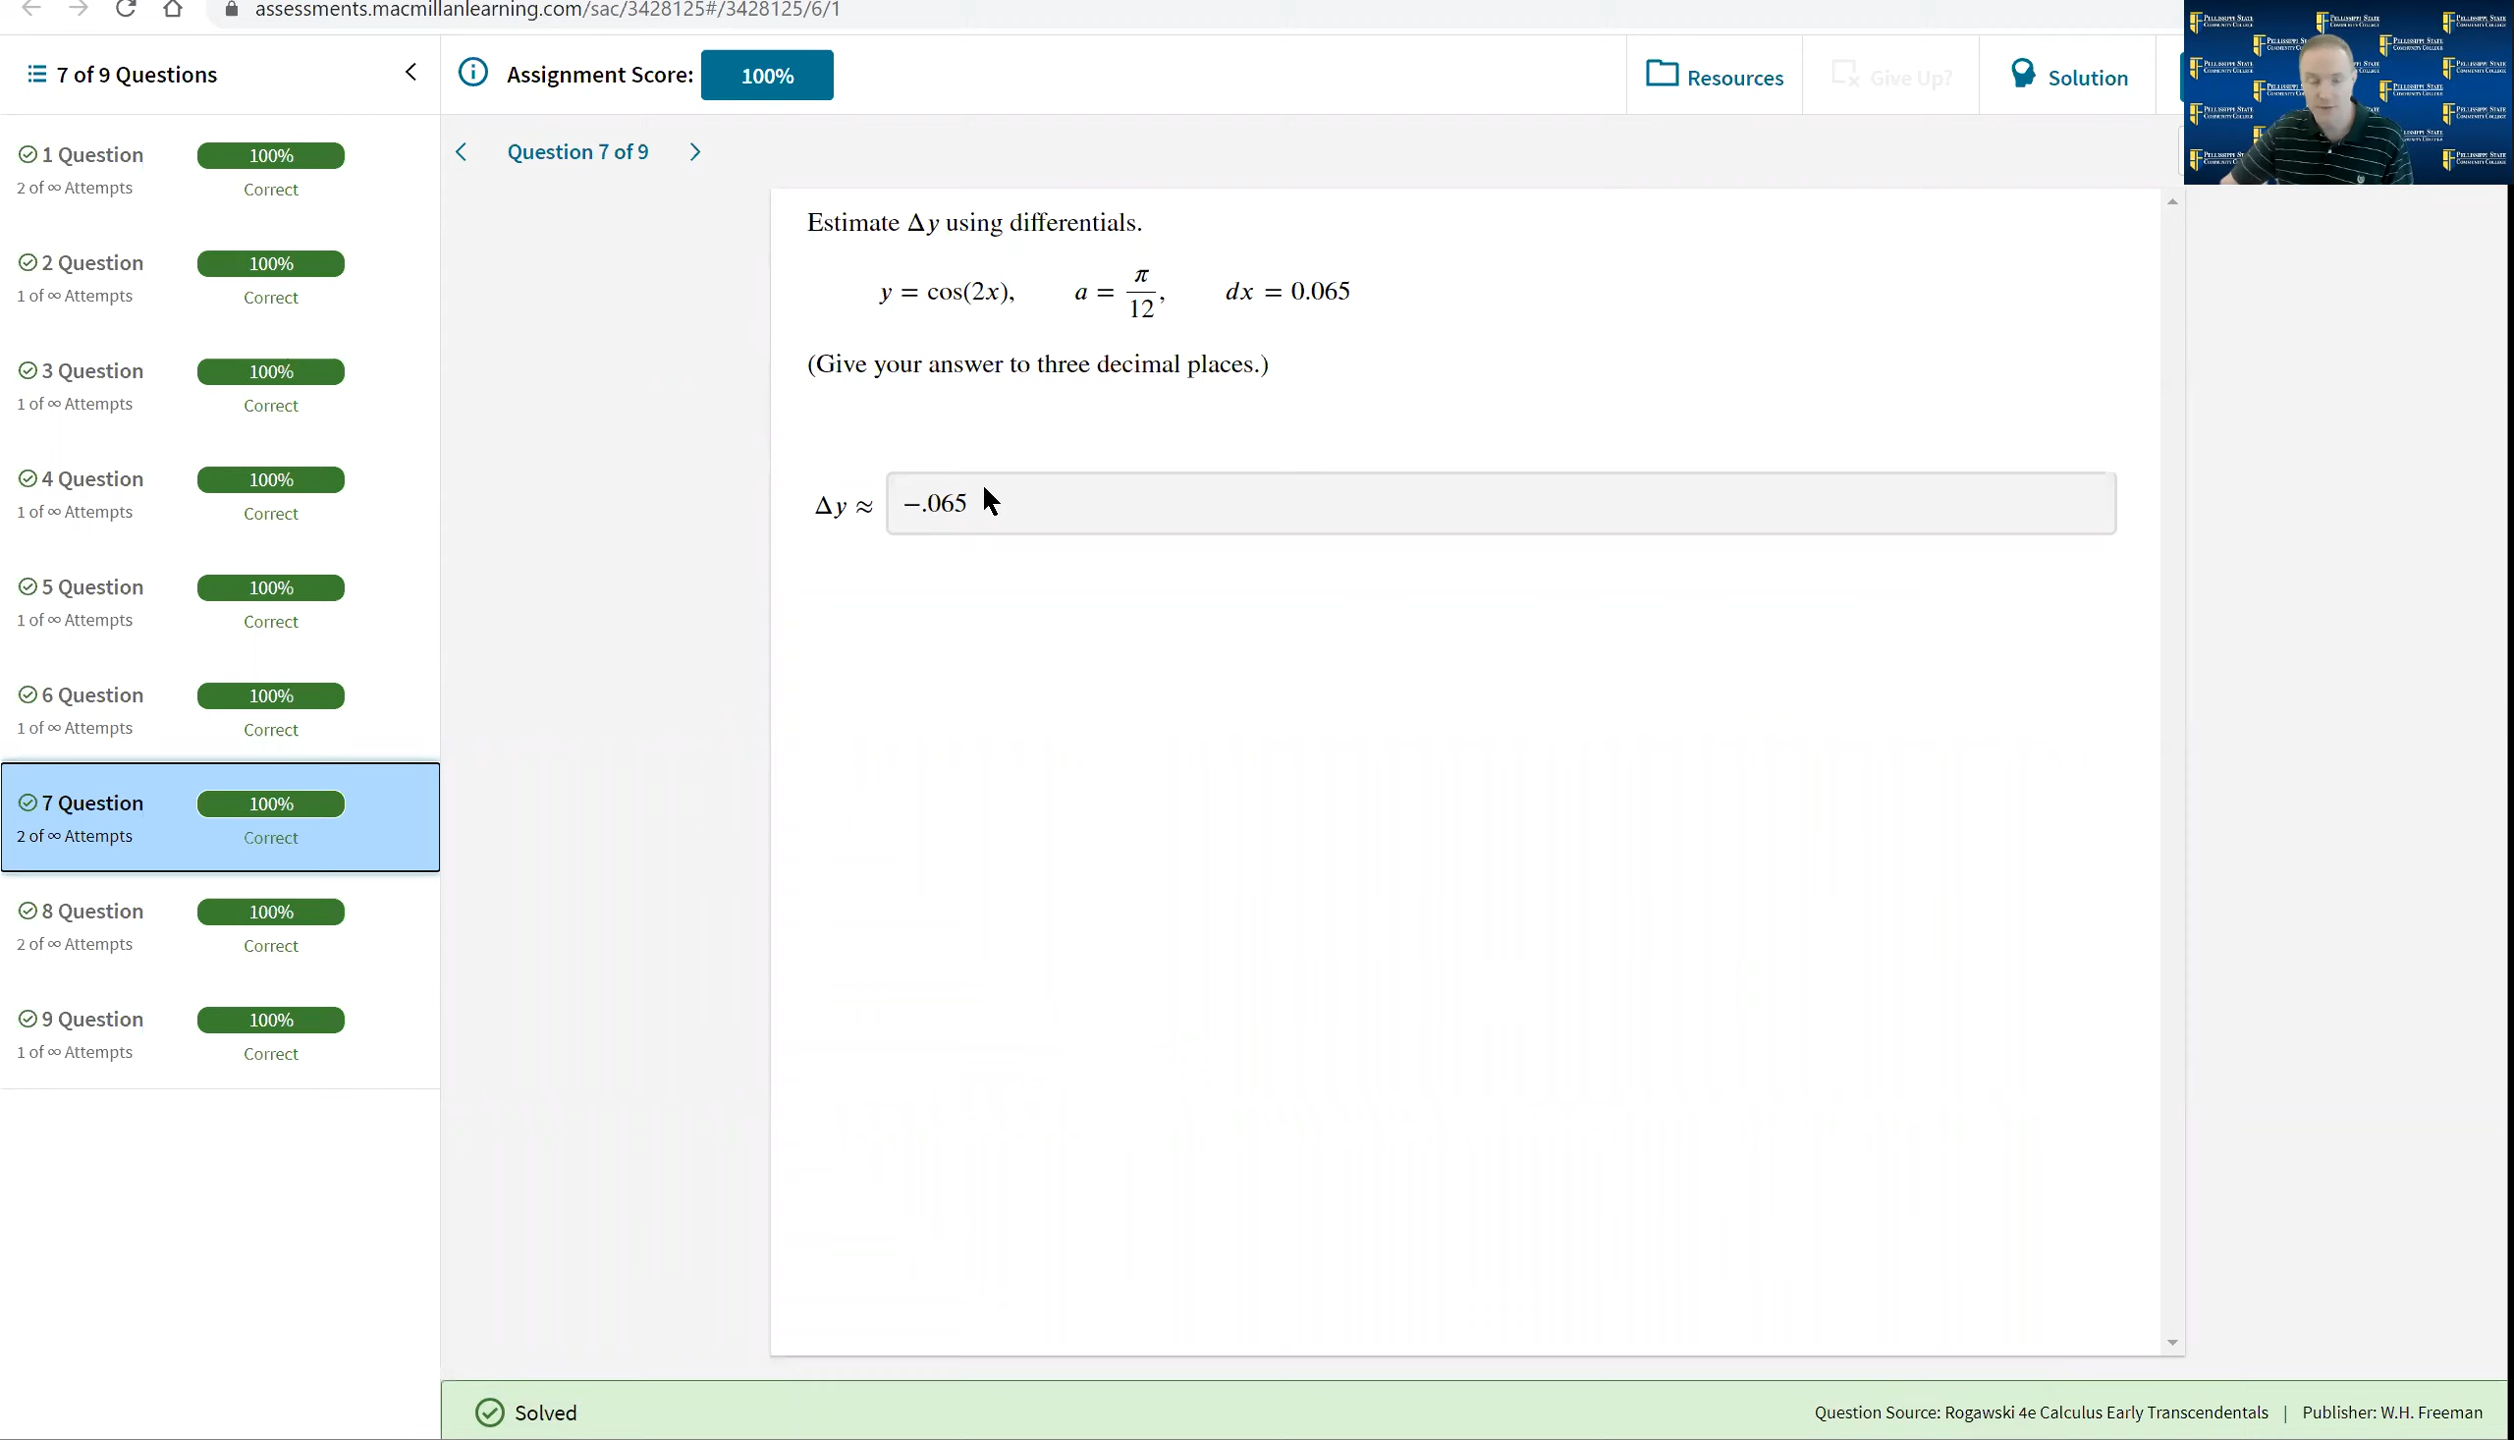 assessments.macmillanlearning.com/sac/3428125#/3428125/6/1
7 of 9 Questions
Assignment Score: 100%
Resources
Give Up?
Solution
1 Question 100%
2 of ∞ Attempts Correct
2 Question 100%
1 of ∞ Attempts Correct
3 Question 100%
1 of ∞ Attempts Correct
4 Question 100%
1 of ∞ Attempts Correct
5 Question 100%
1 of ∞ Attempts Correct
6 Question 100%
1 of ∞ Attempts Correct
7 Question 100%
2 of ∞ Attempts Correct
8 Question 100%
2 of ∞ Attempts Correct
9 Question 100%
1 of ∞ Attempts Correct
Question 7 of 9
Estimate Δy using differentials.
y = cos(2x), a = π/12, dx = 0.065
(Give your answer to three decimal places.)
Δy ≈ −.065
Solved
Question Source: Rogawski 4e Calculus Early Transcendentals | Publisher: W.H. Freeman
Pellissippi State
Community College